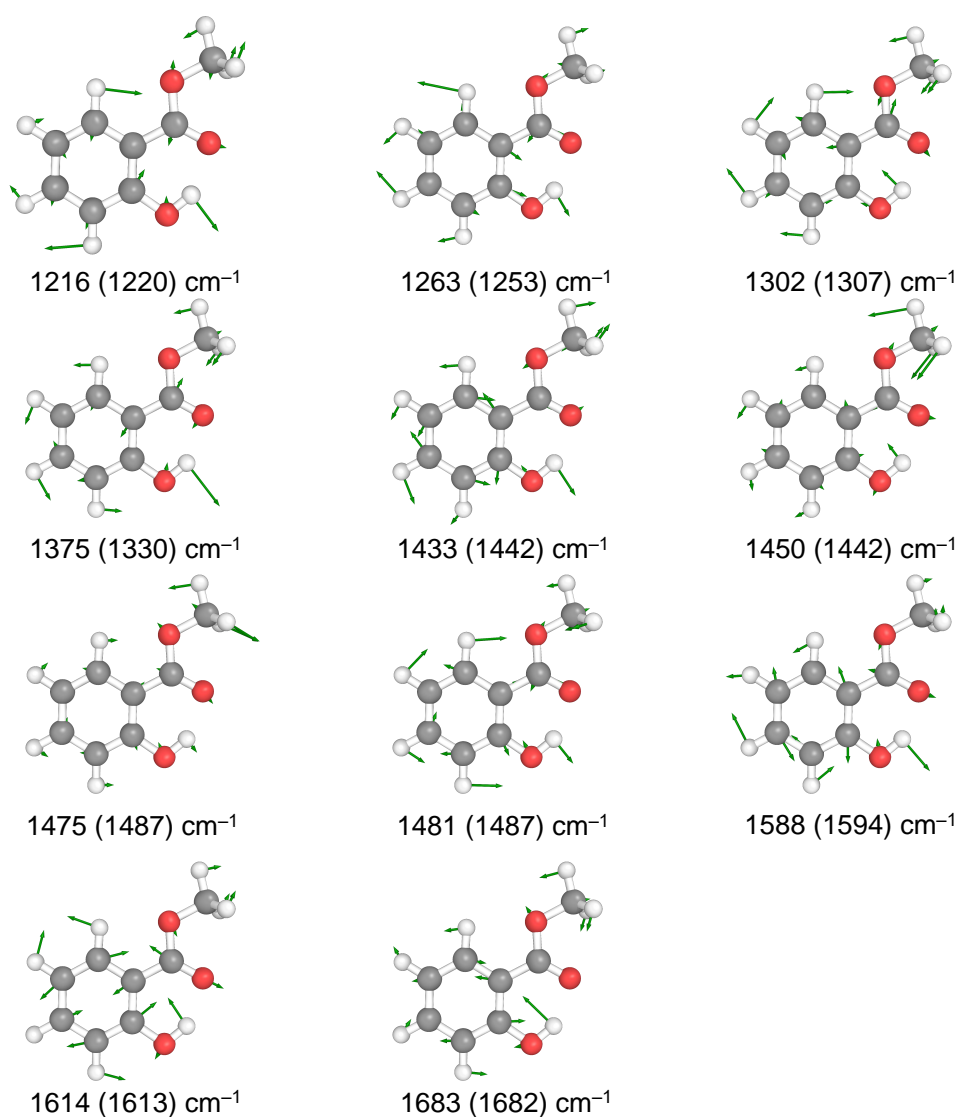 1216 (1220) cm⁻¹
1263 (1253) cm⁻¹
1302 (1307) cm⁻¹
1375 (1330) cm⁻¹
1433 (1442) cm⁻¹
1450 (1442) cm⁻¹
1475 (1487) cm⁻¹
1481 (1487) cm⁻¹
1588 (1594) cm⁻¹
1614 (1613) cm⁻¹
1683 (1682) cm⁻¹